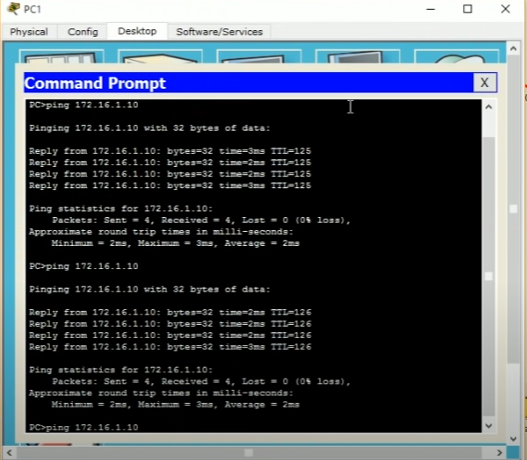 PC1
Physical Config Desktop Software/Services
Command Prompt
X
PC>ping 172.16.1.10
Pinging 172.16.1.10 with 32 bytes of data:
Reply from 172.16.1.10: bytes=32 time=3ms TTL=125
Reply from 172.16.1.10: bytes=32 time=2ms TTL=125
Reply from 172.16.1.10: bytes=32 time=2ms TTL=125
Reply from 172.16.1.10: bytes=32 time=3ms TTL=125
Ping statistics for 172.16.1.10:
Packets: Sent = 4, Received = 4, Lost = 0 (0% loss),
Approximate round trip times in milli-seconds:
Minimum = 2ms, Maximum = 3ms, Average = 2ms
PC>ping 172.16.1.10
Pinging 172.16.1.10 with 32 bytes of data:
Reply from 172.16.1.10: bytes=32 time=2ms TTL=126
Reply from 172.16.1.10: bytes=32 time=2ms TTL=126
Reply from 172.16.1.10: bytes=32 time=2ms TTL=126
Reply from 172.16.1.10: bytes=32 time=3ms TTL=126
Ping statistics for 172.16.1.10:
Packets: Sent = 4, Received = 4, Lost = 0 (0% loss),
Approximate round trip times in milli-seconds:
Minimum = 2ms, Maximum = 3ms, Average = 2ms
PC>ping 172.16.1.10